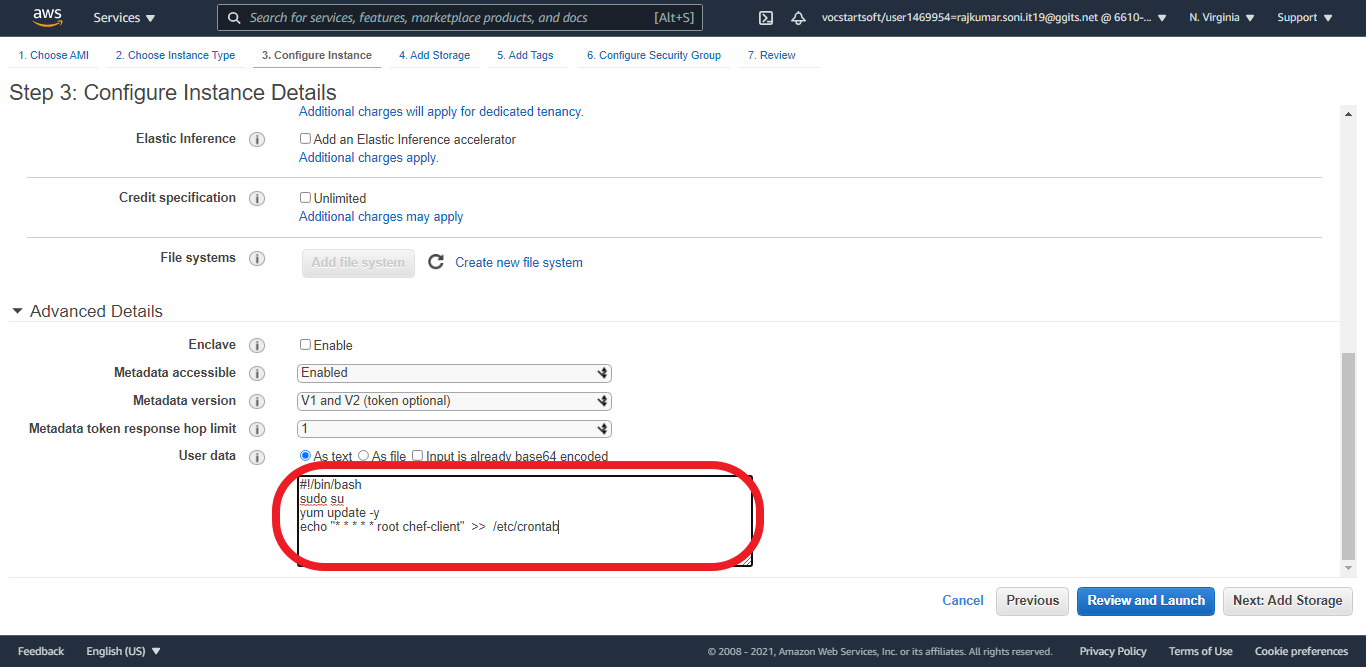 aws
Services
Search for services, features, marketplace products, and docs [Alt+S]
vocstartsoft/user1469954=rajkumar.soni.it19@ggits.net @ 6610-...
N. Virginia
Support
1. Choose AMI
2. Choose Instance Type
3. Configure Instance
4. Add Storage
5. Add Tags
6. Configure Security Group
7. Review
Step 3: Configure Instance Details
Additional charges will apply for dedicated tenancy.
Elastic Inference
Add an Elastic Inference accelerator
Additional charges apply.
Credit specification
Unlimited
Additional charges may apply
File systems
Add file system
Create new file system
Advanced Details
Enclave
Enable
Metadata accessible
Enabled
Metadata version
V1 and V2 (token optional)
Metadata token response hop limit
1
User data
As text
As file
Input is already base64 encoded
#!/bin/bash
sudo su
yum update -y
echo "* * * * * root chef-client" >> /etc/crontab
Cancel
Previous
Review and Launch
Next: Add Storage
Feedback
English (US)
© 2008 - 2021, Amazon Web Services, Inc. or its affiliates. All rights reserved.
Privacy Policy
Terms of Use
Cookie preferences